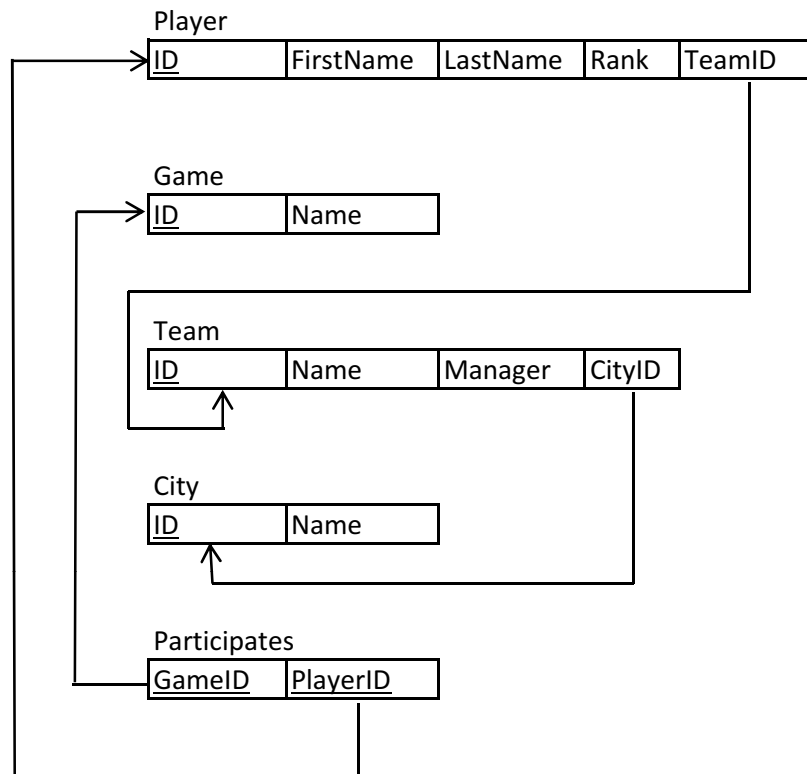 Player
ID FirstName LastName Rank TeamID
Game
ID Name
Team
ID Name Manager CityID
City
ID Name
Participates
GameID PlayerID